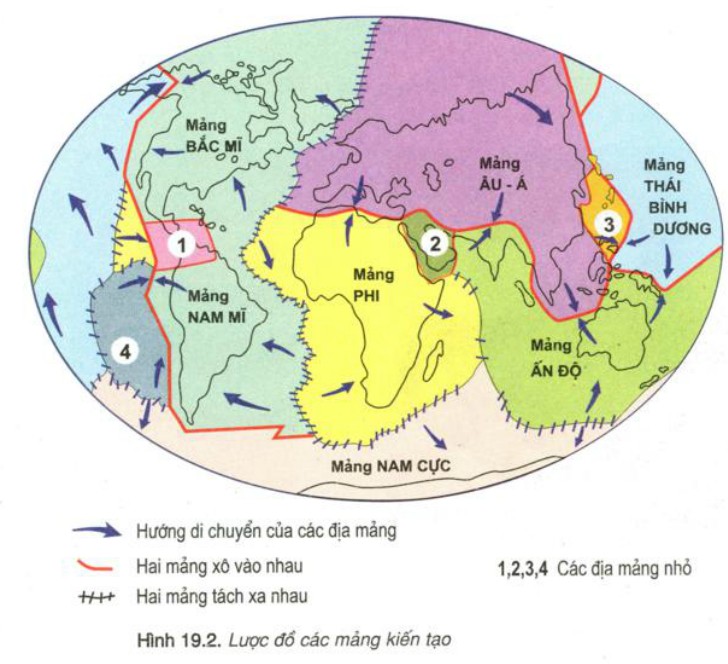 Mảng
BẮC MĨ
Mảng
ÂU - Á
Mảng
THÁI
BÌNH
DƯƠNG
1
2
3
Mảng
PHI
Mảng
NAM MĨ
4
Mảng
ẤN ĐỘ
Mảng NAM CỰC
Hướng di chuyển của các địa mảng
Hai mảng xô vào nhau
1,2,3,4 Các địa mảng nhỏ
Hai mảng tách xa nhau
Hình 19.2. Lược đồ các mảng kiến tạo